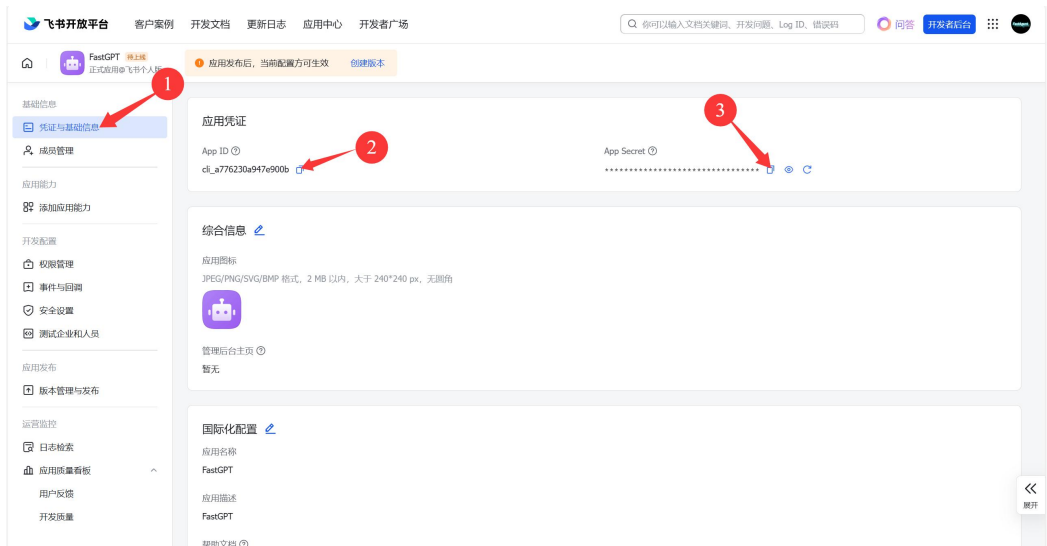 飞书开放平台 客户案例 开发文档 更新日志 应用中心 开发者广场 你可以输入文档关键词、开发问题、Log ID、错误码 问答 开发者后台
FastGPT 待上线
正式应用@飞书个人版
应用发布后，当前配置方可生效 创建版本
1
基础信息
凭证与基础信息
成员管理
应用能力
添加应用能力
开发配置
权限管理
事件与回调
安全设置
测试企业和人员
应用发布
版本管理与发布
运营监控
日志检索
应用质量看板
用户反馈
开发质量
应用凭证
3
App ID
2
App Secret
cli_a776230a947e900b
********************************
综合信息
应用图标
JPEG/PNG/SVG/BMP 格式，2 MB 以内，大于 240*240 px，无圆角
管理后台主页
暂无
国际化配置
应用名称
FastGPT
应用描述
FastGPT
帮助文档
展开